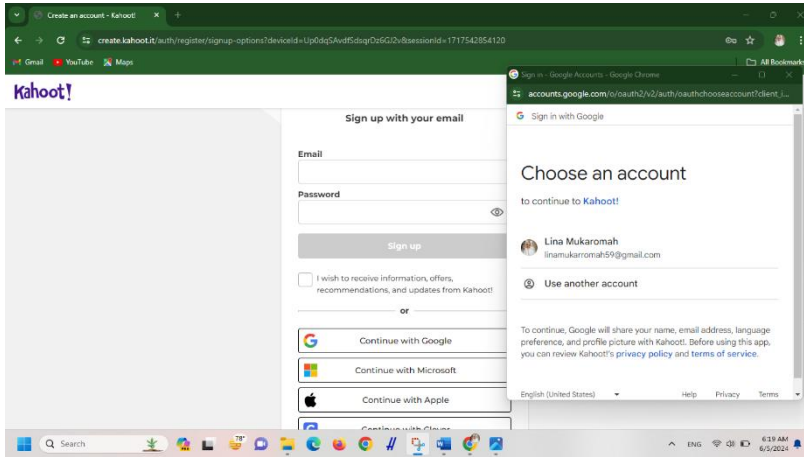 Create an account - Kahoot!
create.kahoot.it/auth/register/signup-options?deviceId=Up0dqSAvdfSdsqrDz6GJ2v&sessionId=1717542854120
Gmail YouTube Maps All Bookmarks
Kahoot!
Sign up with your email
Email
Password
Sign up
I wish to receive information, offers,
recommendations, and updates from Kahoot!
or
Continue with Google
Continue with Microsoft
Continue with Apple
Continue with Clever
Sign in - Google Accounts - Google Chrome
accounts.google.com/o/oauth2/v2/auth/oauthchooseaccount?client_i...
Sign in with Google
Choose an account
to continue to Kahoot!
Lina Mukaromah
linamukarromah59@gmail.com
Use another account
To continue, Google will share your name, email address, language
preference, and profile picture with Kahoot!. Before using this app,
you can review Kahoot!'s privacy policy and terms of service.
English (United States) Help Privacy Terms
Search
78°
ENG
6:19 AM
6/5/2024